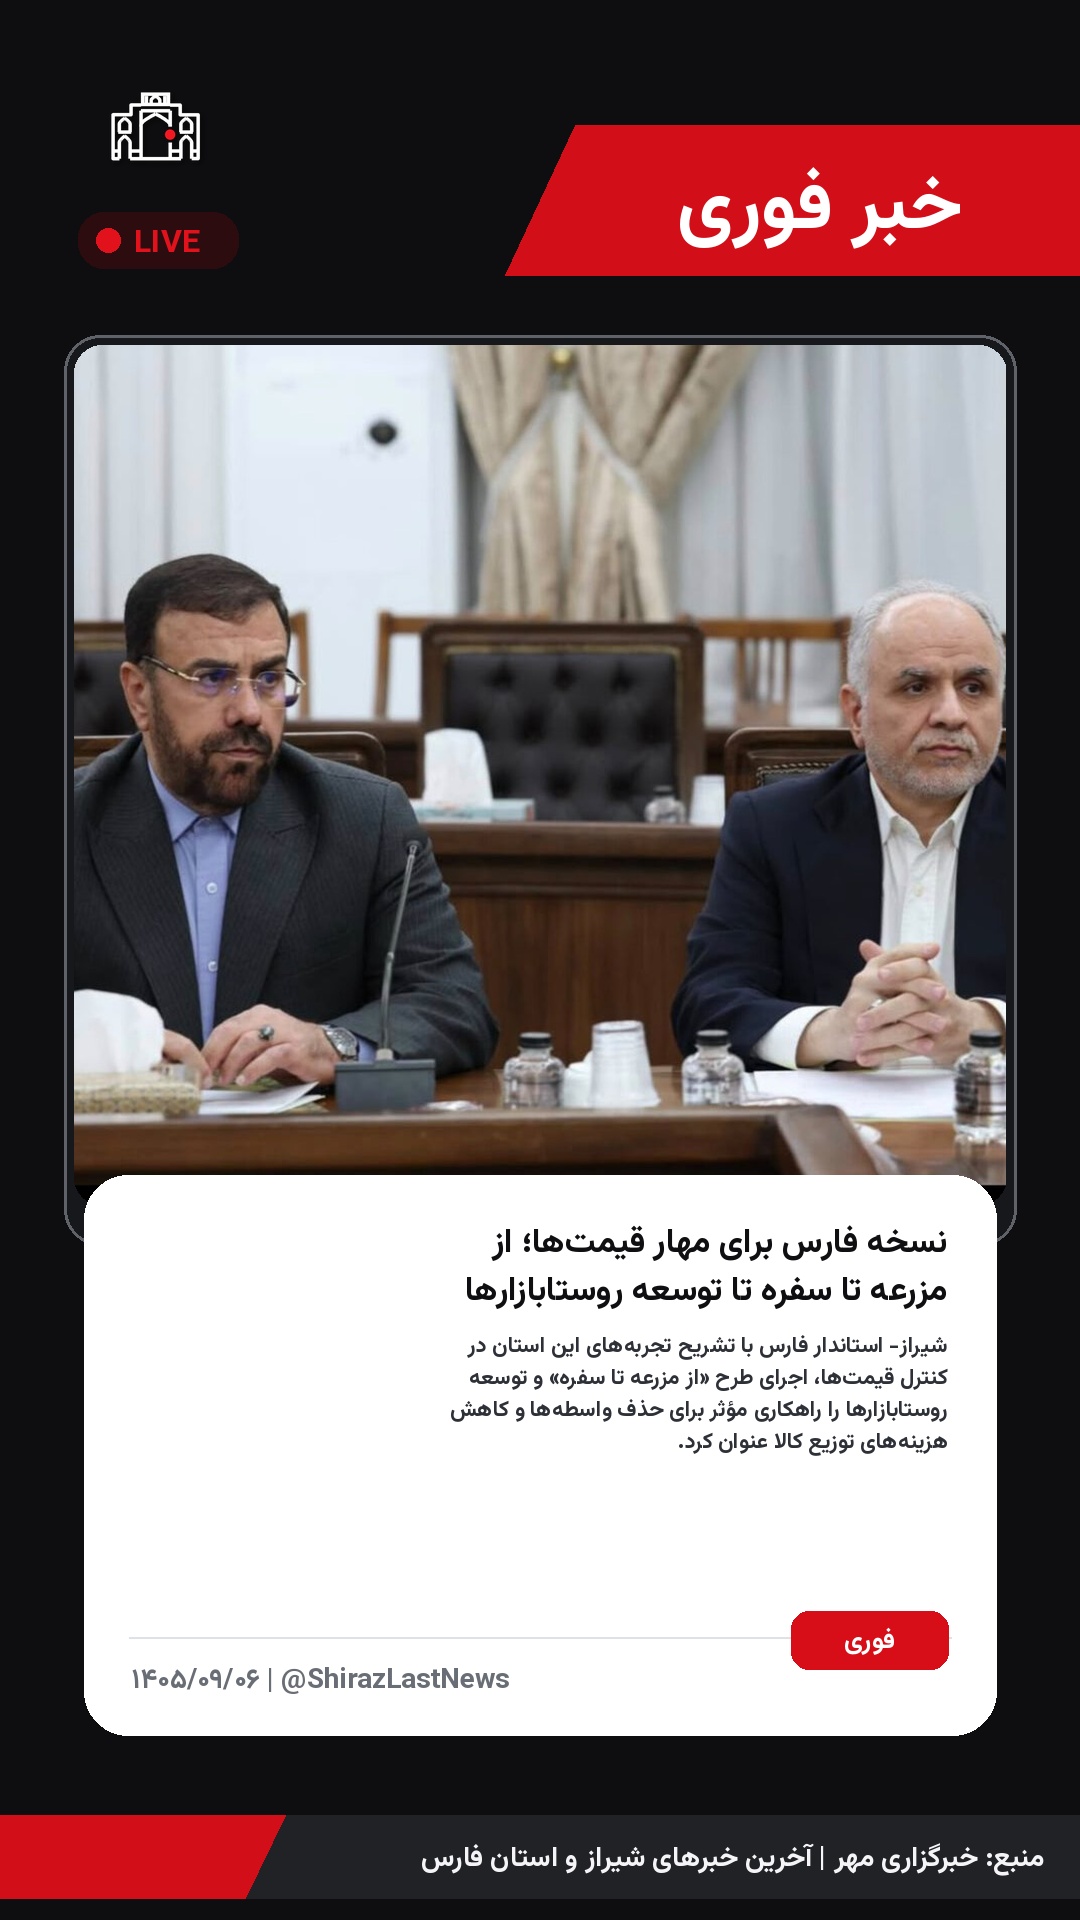 خبر فوری
LIVE
نسخه فارس برای مهار قیمت‌ها؛ از
مزرعه تا سفره تا توسعه روستابازارها
شیراز- استاندار فارس با تشریح تجربه‌های این استان در
کنترل قیمت‌ها، اجرای طرح «از مزرعه تا سفره» و توسعه
روستابازارها را راهکاری مؤثر برای حذف واسطه‌ها و کاهش
هزینه‌های توزیع کالا عنوان کرد.
فوری
۱۴۰۵/۰۹/۰۶ | @ShirazLastNews
منبع: خبرگزاری مهر | آخرین خبرهای شیراز و استان فارس